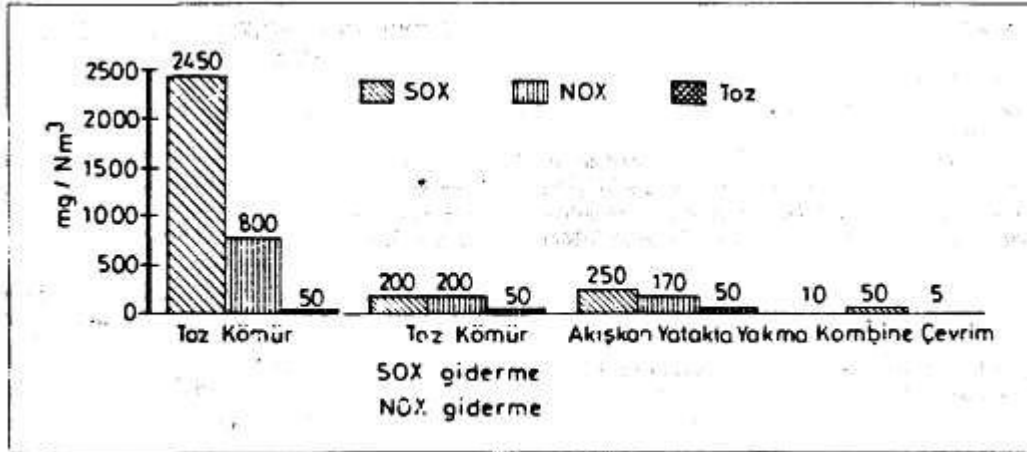 2450
2500
2000
1500
1000
500
0
mg / Nm³
SOX NOX Toz
800
50
200 200 50
250 170 50
10 50 5
Toz Kömür Toz Kömür Akışkan Yatakta Yakma Kombine Çevrim
SOX giderme
NOX giderme